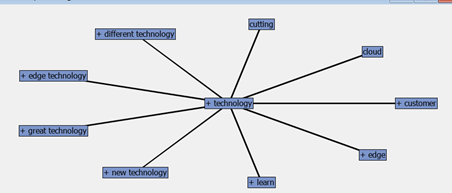 cutting
+ different technology
cloud
+ edge technology
+ technology
+ customer
+ great technology
+ edge
+ new technology
+ learn